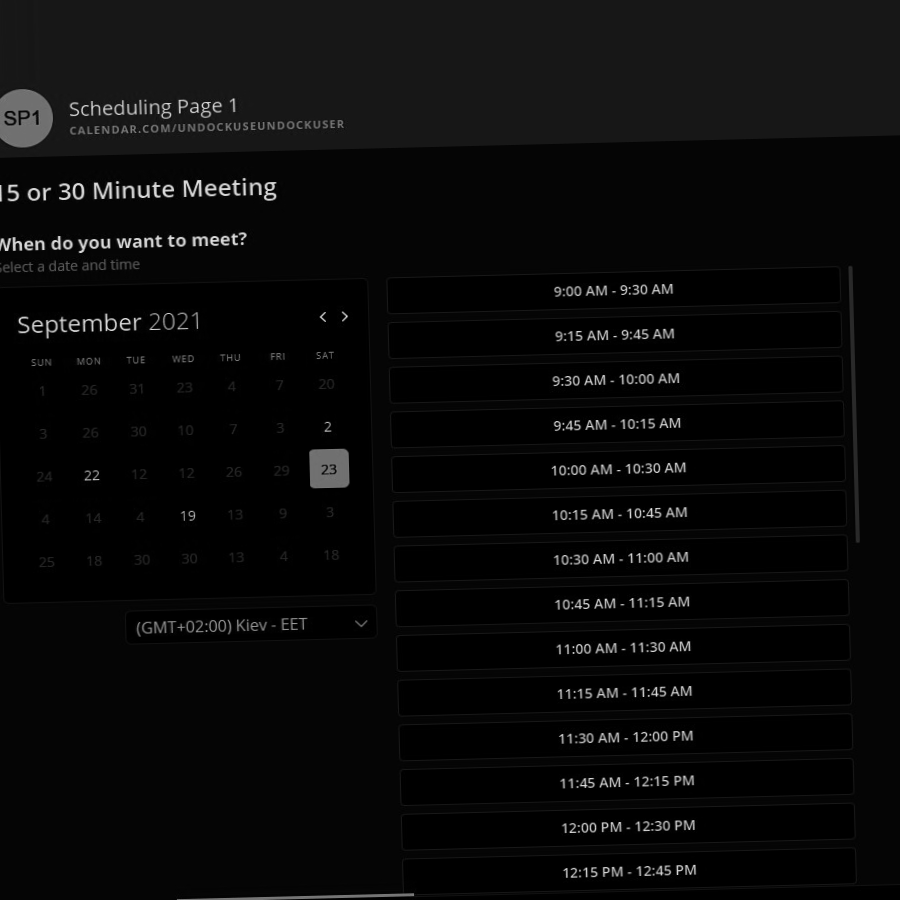 SP1
Scheduling Page 1
CALENDAR.COM/UNDOCKUSEUNDOCKUSER
15 or 30 Minute Meeting
When do you want to meet?
Select a date and time
September 2021
SUN MON TUE WED THU FRI SAT
1 26 31 23 4 7 20
3 26 30 10 7 3 2
24 22 12 12 26 29 23
4 14 4 19 13 9 3
25 18 30 30 13 4 18
(GMT+02:00) Kiev - EET
9:00 AM - 9:30 AM
9:15 AM - 9:45 AM
9:30 AM - 10:00 AM
9:45 AM - 10:15 AM
10:00 AM - 10:30 AM
10:15 AM - 10:45 AM
10:30 AM - 11:00 AM
10:45 AM - 11:15 AM
11:00 AM - 11:30 AM
11:15 AM - 11:45 AM
11:30 AM - 12:00 PM
11:45 AM - 12:15 PM
12:00 PM - 12:30 PM
12:15 PM - 12:45 PM